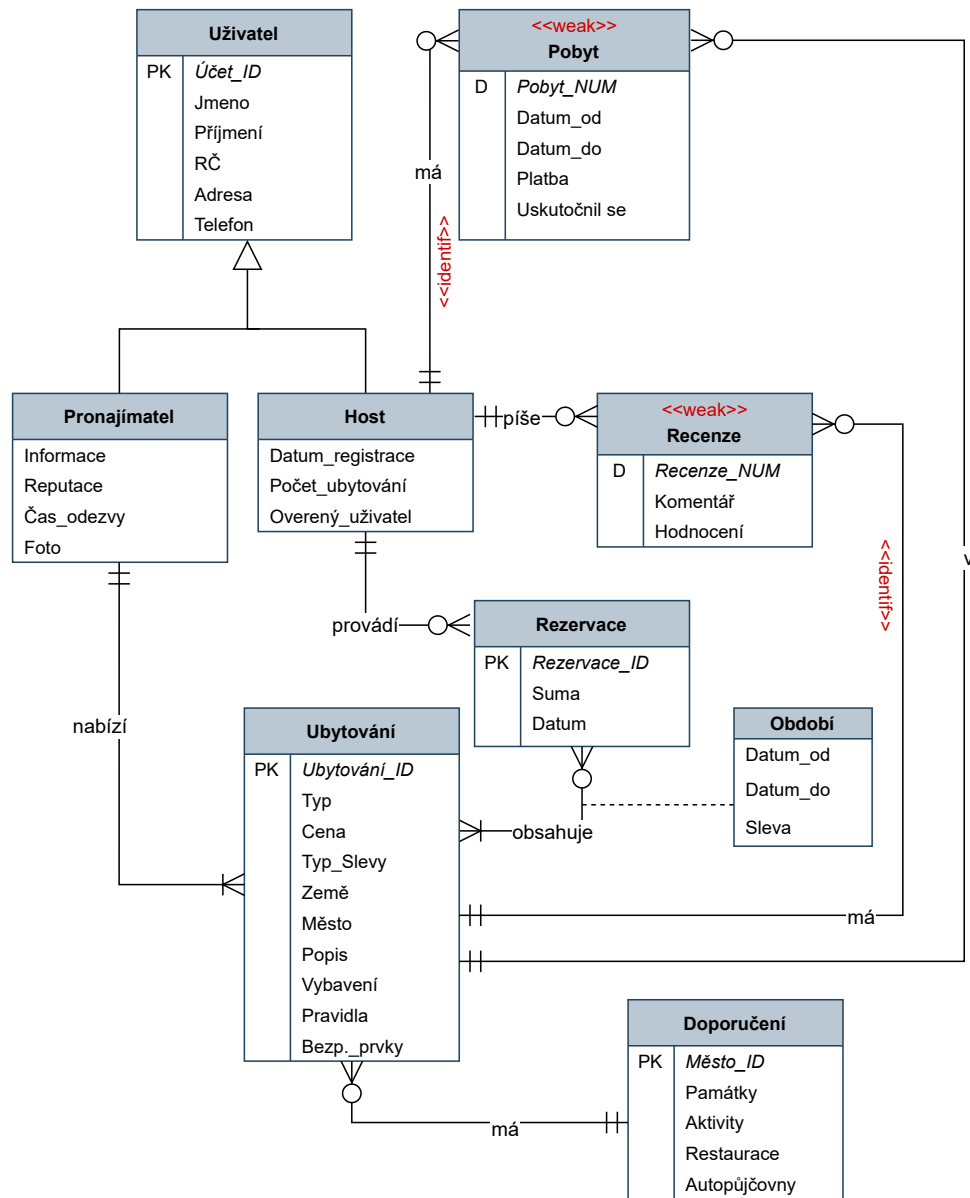 Uživatel
PK
Účet_ID
Jmeno
Příjmení
RČ
Adresa
Telefon
<<weak>>
Pobyt
D
Pobyt_NUM
Datum_od
Datum_do
Platba
Uskutočnil se
má
<<identif>>
Pronajímatel
Informace
Reputace
Čas_odezvy
Foto
Host
Datum_registrace
Počet_ubytování
Overený_uživatel
píše
<<weak>>
Recenze
D
Recenze_NUM
Komentář
Hodnocení
<<identif>>
v
provádí
Rezervace
PK
Rezervace_ID
Suma
Datum
nabízí
Ubytování
PK
Ubytování_ID
Typ
Cena
Typ_Slevy
Země
Město
Popis
Vybavení
Pravidla
Bezp._prvky
obsahuje
Období
Datum_od
Datum_do
Sleva
má
má
Doporučení
PK
Město_ID
Památky
Aktivity
Restaurace
Autopůjčovny